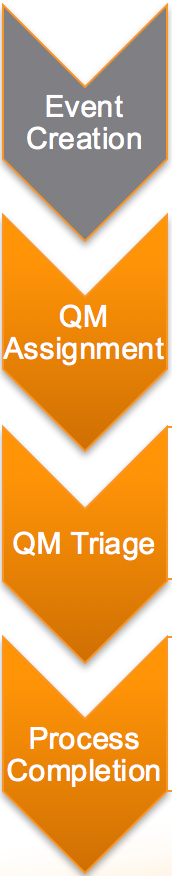 Event
Creation
QM
Assignment
QM Triage
Process
Completion